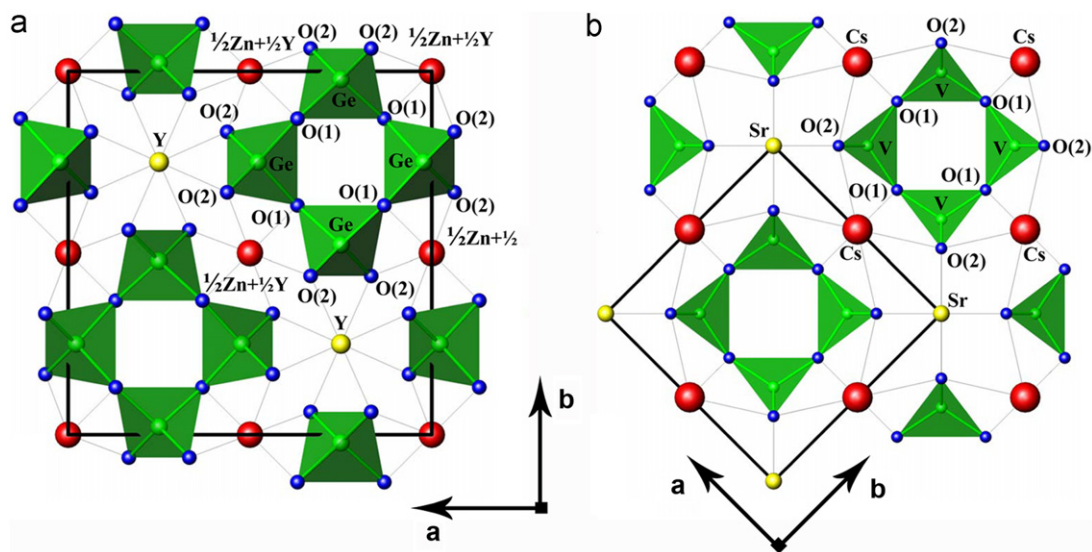 a
½Zn+½Y
O(2)
O(2)
½Zn+½Y
Ge
O(1)
O(1)
O(2)
Y
O(2)
Ge
Ge
O(2)
O(1)
O(1)
O(2)
Ge
½Zn+½
½Zn+½Y
O(2)
O(2)
Y
b
a
b
Cs
O(2)
Cs
V
O(1)
O(1)
Sr
O(2)
V
V
O(2)
O(1)
O(1)
V
Cs
O(2)
Cs
Sr
a
b